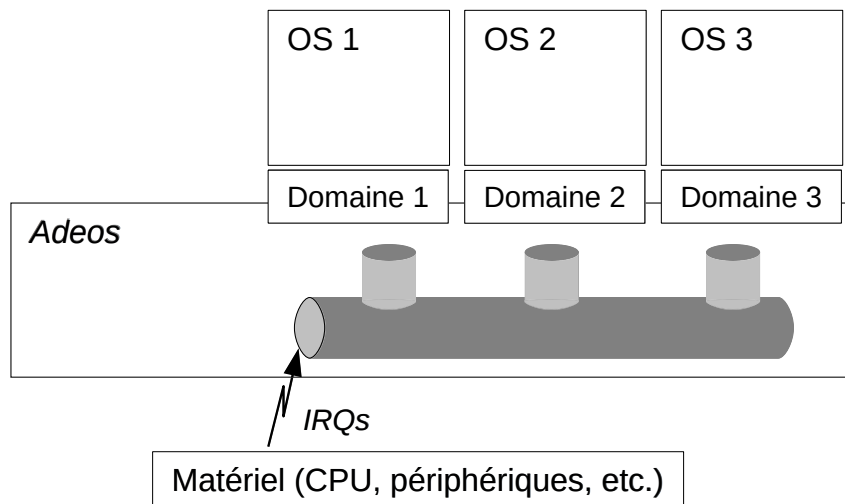 OS 1
OS 2
OS 3
Domaine 1
Domaine 2
Domaine 3
Adeos
IRQs
Matériel (CPU, périphériques, etc.)